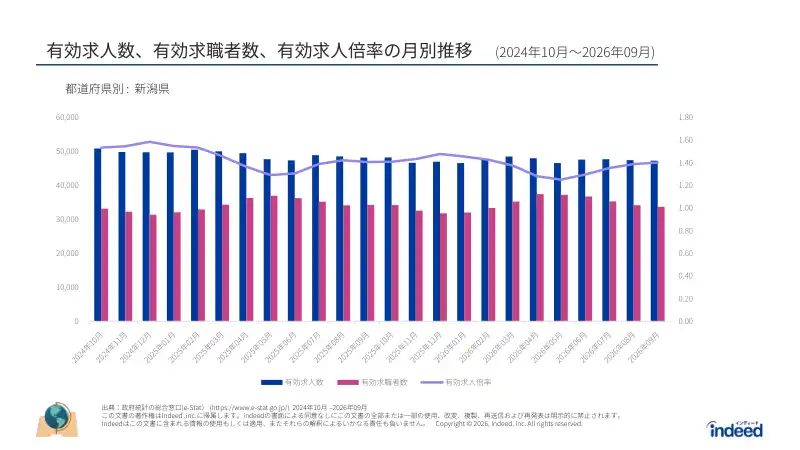 有効求人数、有効求職者数、有効求人倍率の月別推移 (2024年10月～2026年09月)
都道府県別 : 新潟県
60,000
50,000
40,000
30,000
20,000
10,000
0
1.80
1.60
1.40
1.20
1.00
0.80
0.60
0.40
0.20
0.00
2024年10月
2024年11月
2024年12月
2025年01月
2025年02月
2025年03月
2025年04月
2025年05月
2025年06月
2025年07月
2025年08月
2025年09月
2025年10月
2025年11月
2025年12月
2026年01月
2026年02月
2026年03月
2026年04月
2026年05月
2026年06月
2026年07月
2026年08月
2026年09月
有効求人数 有効求職者数 有効求人倍率
出典：政府統計の総合窓口(e-Stat） (https://www.e-stat.go.jp/) 2024年10月 –2026年09月
この文書の著作権はIndeed ,inc.に帰属します。Indeedの書面による同意なしにこの文書の全部または一部の使用、改変、複製、再送信および再発表は明示的に禁止されます。
Indeedはこの文書に含まれる情報の使用もしくは適用、またそれらの解釈によるいかなる責任も負いません。 Copyright © 2026, Indeed, Inc. All rights reserved.
インディード
indeed